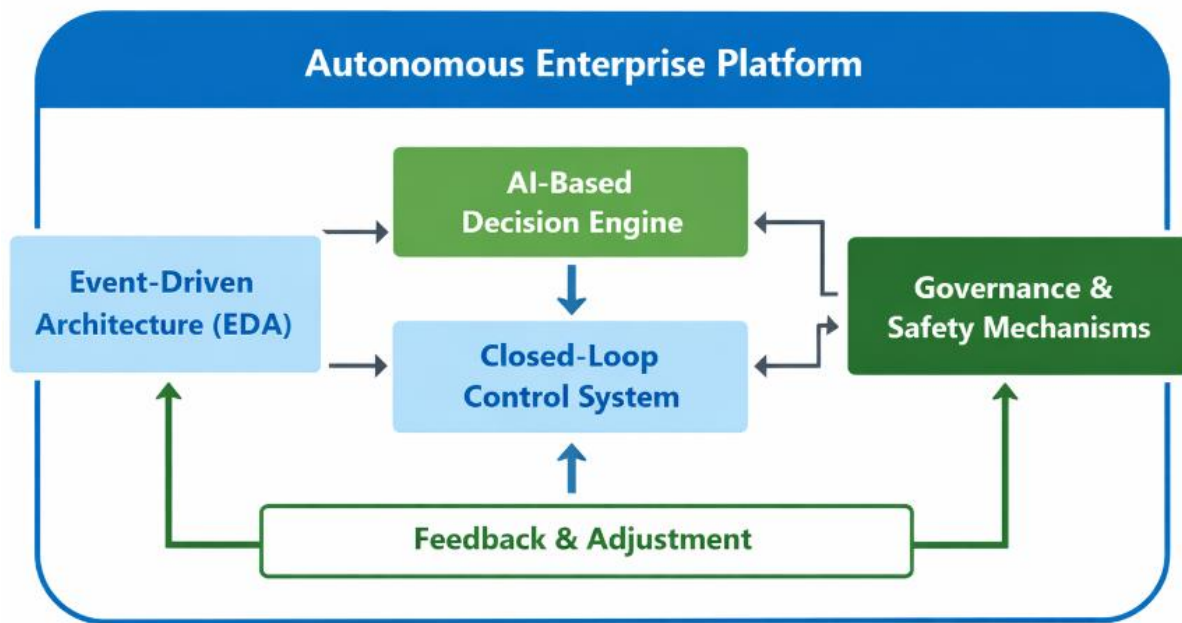 Autonomous Enterprise Platform
AI-Based
Decision Engine
Event-Driven
Architecture (EDA)
Governance &
Safety Mechanisms
Closed-Loop
Control System
Feedback & Adjustment